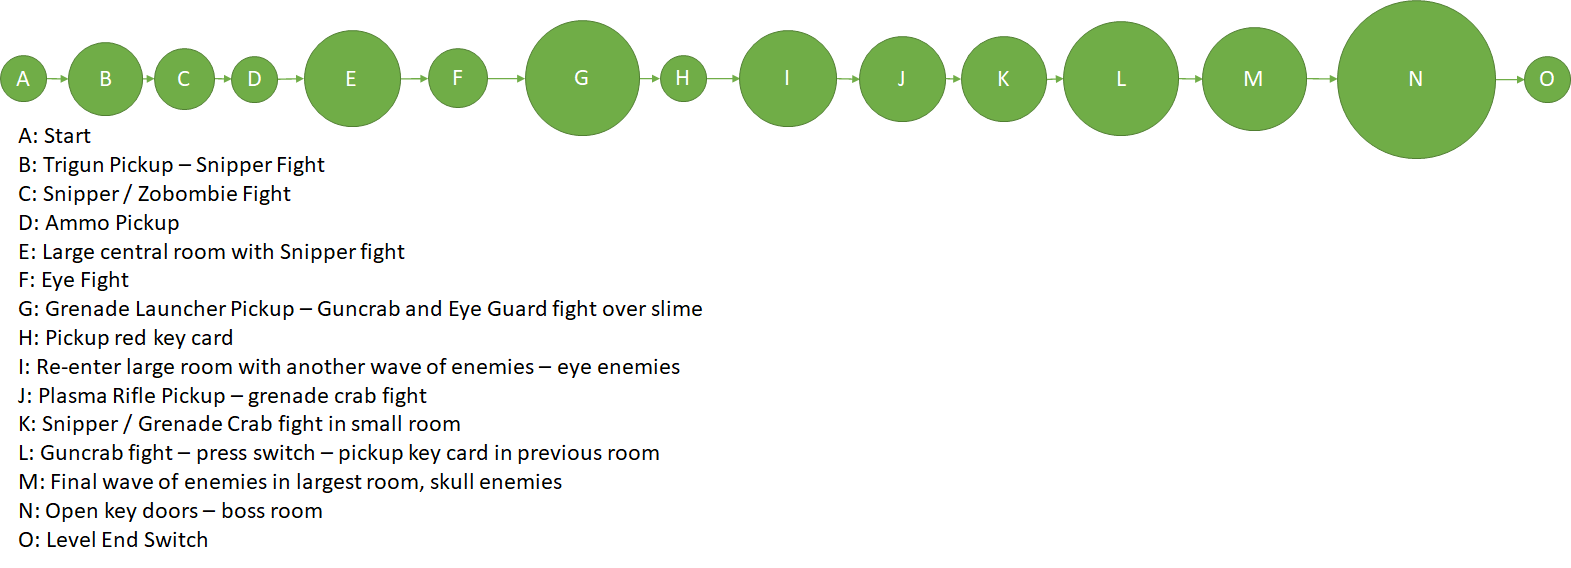 A B C D E F G H I J K L M N O
A: Start
B: Trigun Pickup – Snipper Fight
C: Snipper / Zobombie Fight
D: Ammo Pickup
E: Large central room with Snipper fight
F: Eye Fight
G: Grenade Launcher Pickup – Guncrab and Eye Guard fight over slime
H: Pickup red key card
I: Re-enter large room with another wave of enemies – eye enemies
J: Plasma Rifle Pickup – grenade crab fight
K: Snipper / Grenade Crab fight in small room
L: Guncrab fight – press switch – pickup key card in previous room
M: Final wave of enemies in largest room, skull enemies
N: Open key doors – boss room
O: Level End Switch